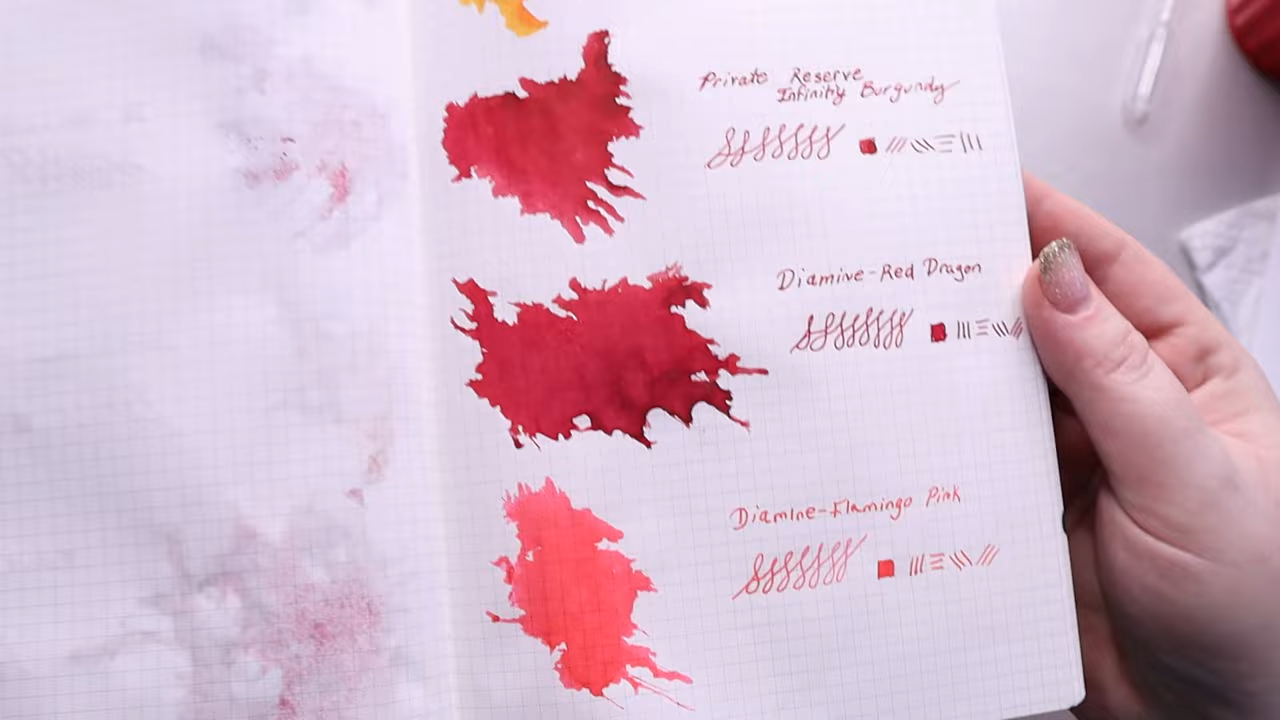 Private Reserve
Infinity Burgundy
Diamine-Red Dragon
Diamine-Flamingo Pink